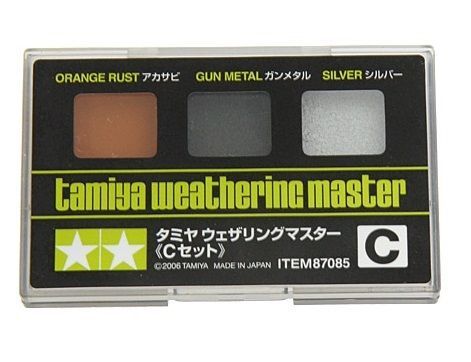 ORANGE RUST アカサビ GUN METAL ガンメタル SILVER シルバー
tamiya weathering master
タミヤ ウェザリングマスター
《Cセット》
©2006 TAMIYA MADE IN JAPAN ITEM87085
C